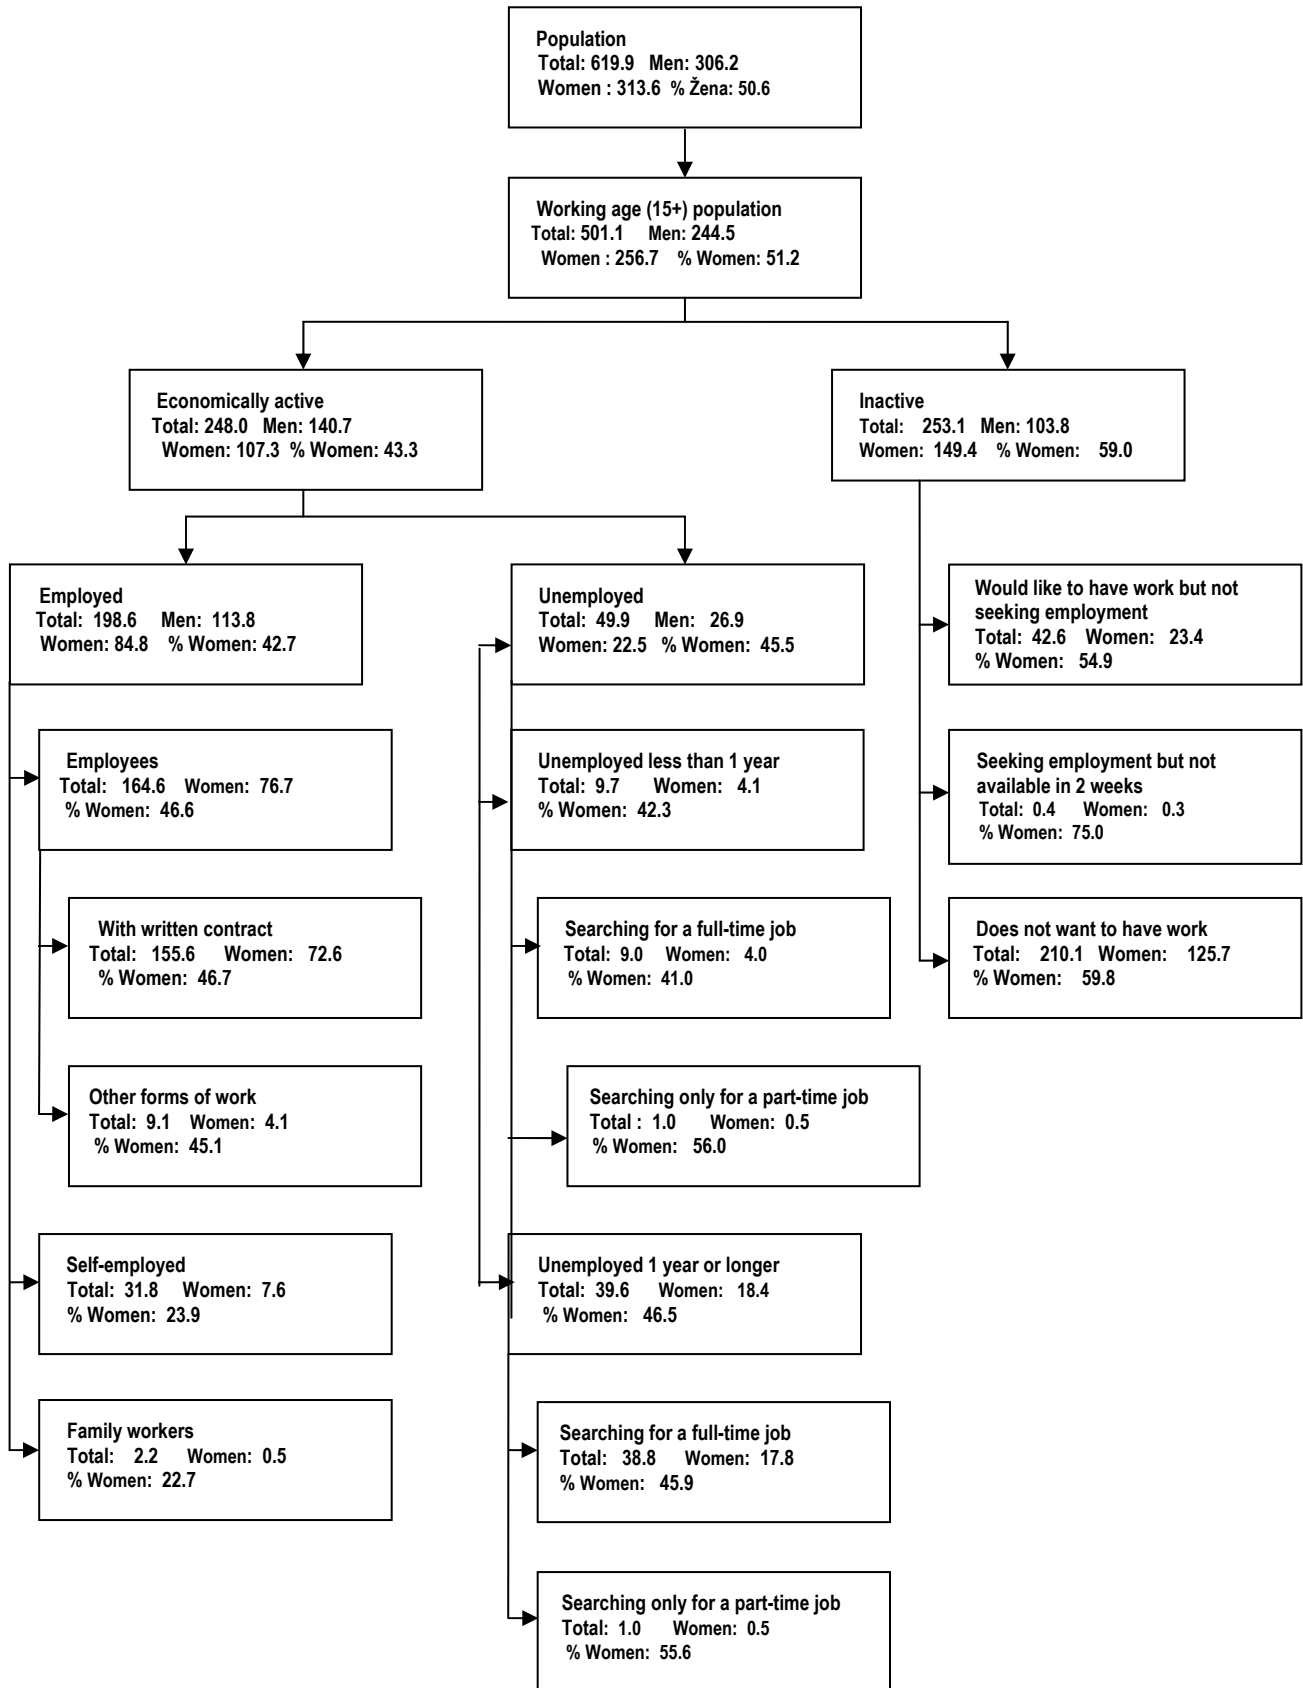 Population
Total: 619.9 Men: 306.2
Women : 313.6 % Žena: 50.6
Working age (15+) population
Total: 501.1 Men: 244.5
Women : 256.7 % Women: 51.2
Economically active
Total: 248.0 Men: 140.7
Women: 107.3 % Women: 43.3
Inactive
Total: 253.1 Men: 103.8
Women: 149.4 % Women: 59.0
Employed
Total: 198.6 Men: 113.8
Women: 84.8 % Women: 42.7
Employees
Total: 164.6 Women: 76.7
% Women: 46.6
With written contract
Total: 155.6 Women: 72.6
% Women: 46.7
Other forms of work
Total: 9.1 Women: 4.1
% Women: 45.1
Self-employed
Total: 31.8 Women: 7.6
% Women: 23.9
Family workers
Total: 2.2 Women: 0.5
% Women: 22.7
Unemployed
Total: 49.9 Men: 26.9
Women: 22.5 % Women: 45.5
Unemployed less than 1 year
Total: 9.7 Women: 4.1
% Women: 42.3
Searching for a full-time job
Total: 9.0 Women: 4.0
% Women: 41.0
Searching only for a part-time job
Total : 1.0 Women: 0.5
% Women: 56.0
Unemployed 1 year or longer
Total: 39.6 Women: 18.4
% Women: 46.5
Searching for a full-time job
Total: 38.8 Women: 17.8
% Women: 45.9
Searching only for a part-time job
Total: 1.0 Women: 0.5
% Women: 55.6
Would like to have work but not
seeking employment
Total: 42.6 Women: 23.4
% Women: 54.9
Seeking employment but not
available in 2 weeks
Total: 0.4 Women: 0.3
% Women: 75.0
Does not want to have work
Total: 210.1 Women: 125.7
% Women: 59.8